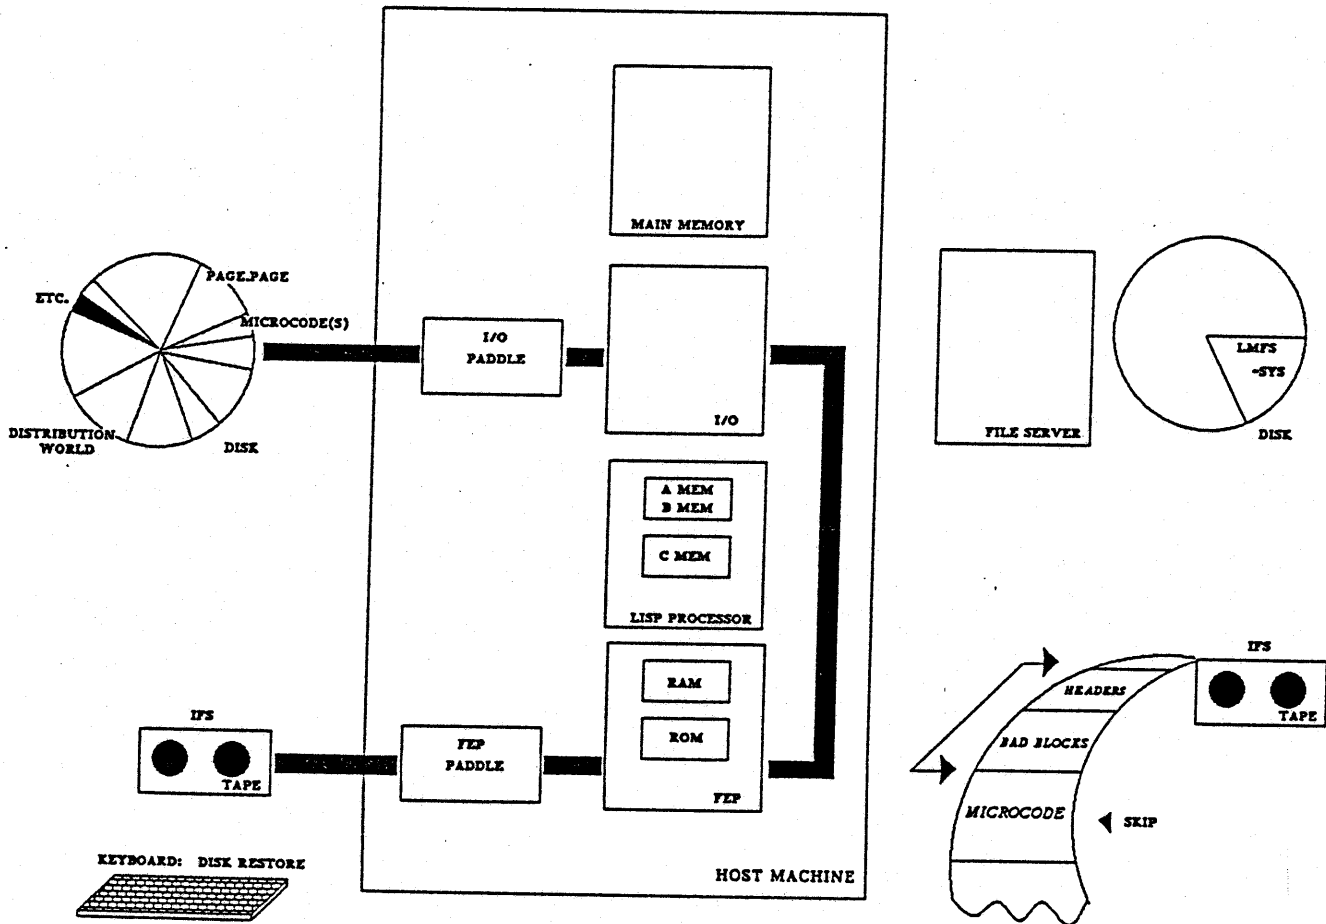 MAIN MEMORY
PAGE.PAGE
ETC.
MICROCODE(S)
DISTRIBUTION
WORLD
DISK
I/O
PADDLE
I/O
FILE SERVER
LMFS
-SYS
DISK
A MEM
B MEM
C MEM
LISP PROCESSOR
RAM
ROM
FEP
IFS
TAPE
FEP
PADDLE
KEYBOARD: DISK RESTORE
HOST MACHINE
IFS
TAPE
HEADERS
BAD BLOCKS
MICROCODE
SKIP